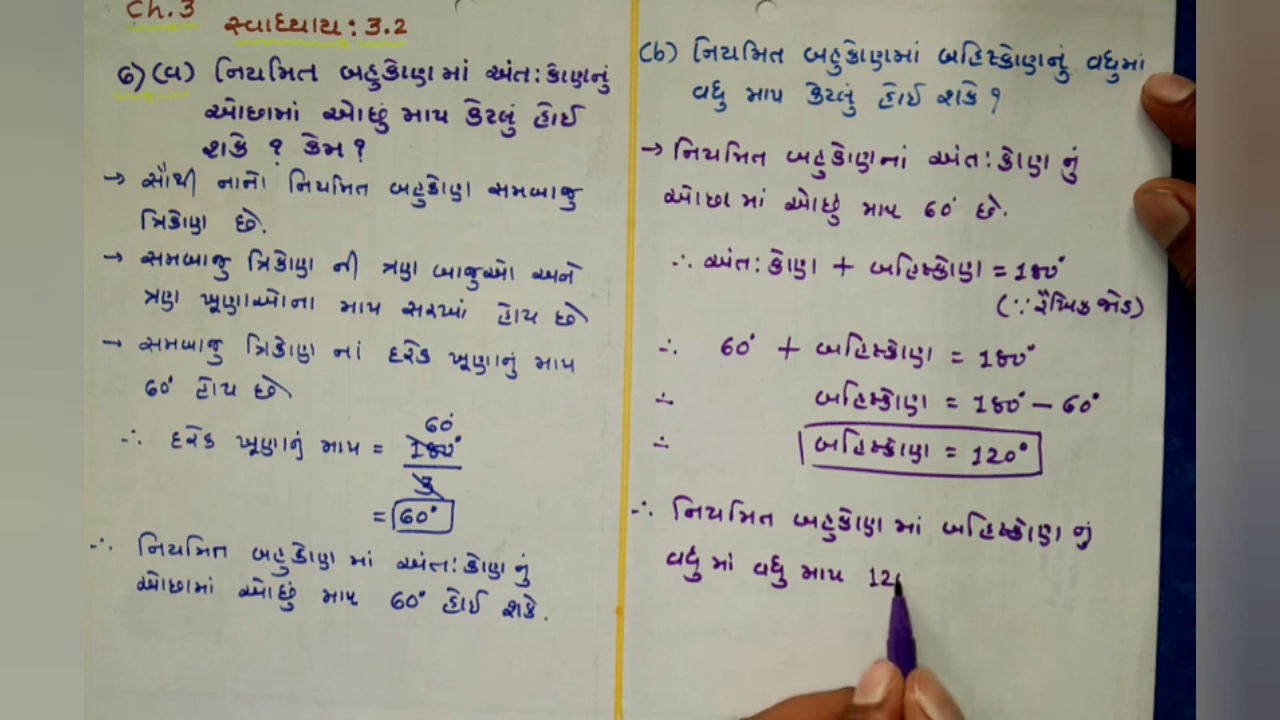 Ch.3
સ્વાધ્યાય : 3.2
6) (a) નિયમિત બહુકોણ માં અંત:કોણનું
ઓછામાં ઓછું માપ કેટલું હોઈ
શકે ? કેમ ?
→ સૌથી નાનો નિયમિત બહુકોણ સમબાજુ
ત્રિકોણ છે.
→ સમબાજુ ત્રિકોણ ની ત્રણ બાજુઓ અને
ત્રણ ખૂણાઓના માપ સરખાં હોય છે
→ સમબાજુ ત્રિકોણ નાં દરેક ખૂણાનું માપ
60° હોય છે
∴ દરેક ખૂણાનું માપ = 180° / 3
60°
= 60°
∴ નિયમિત બહુકોણ માં અંત:કોણ નું
ઓછામાં ઓછું માપ 60° હોઈ શકે.
(b) નિયમિત બહુકોણમાં બહિષ્કોણનું વધુમાં
વધુ માપ કેટલું હોઈ શકે ?
→ નિયમિત બહુકોણનાં અંત:કોણ નું
ઓછા માં ઓછું માપ 60° છે.
∴ અંત:કોણ + બહિષ્કોણ = 180°
(∵ રૈખિક જોડ)
∴ 60° + બહિષ્કોણ = 180°
∴ બહિષ્કોણ = 180° - 60°
∴ બહિષ્કોણ = 120°
∴ નિયમિત બહુકોણ માં બહિષ્કોણ નું
વધુ માં વધુ માપ 12